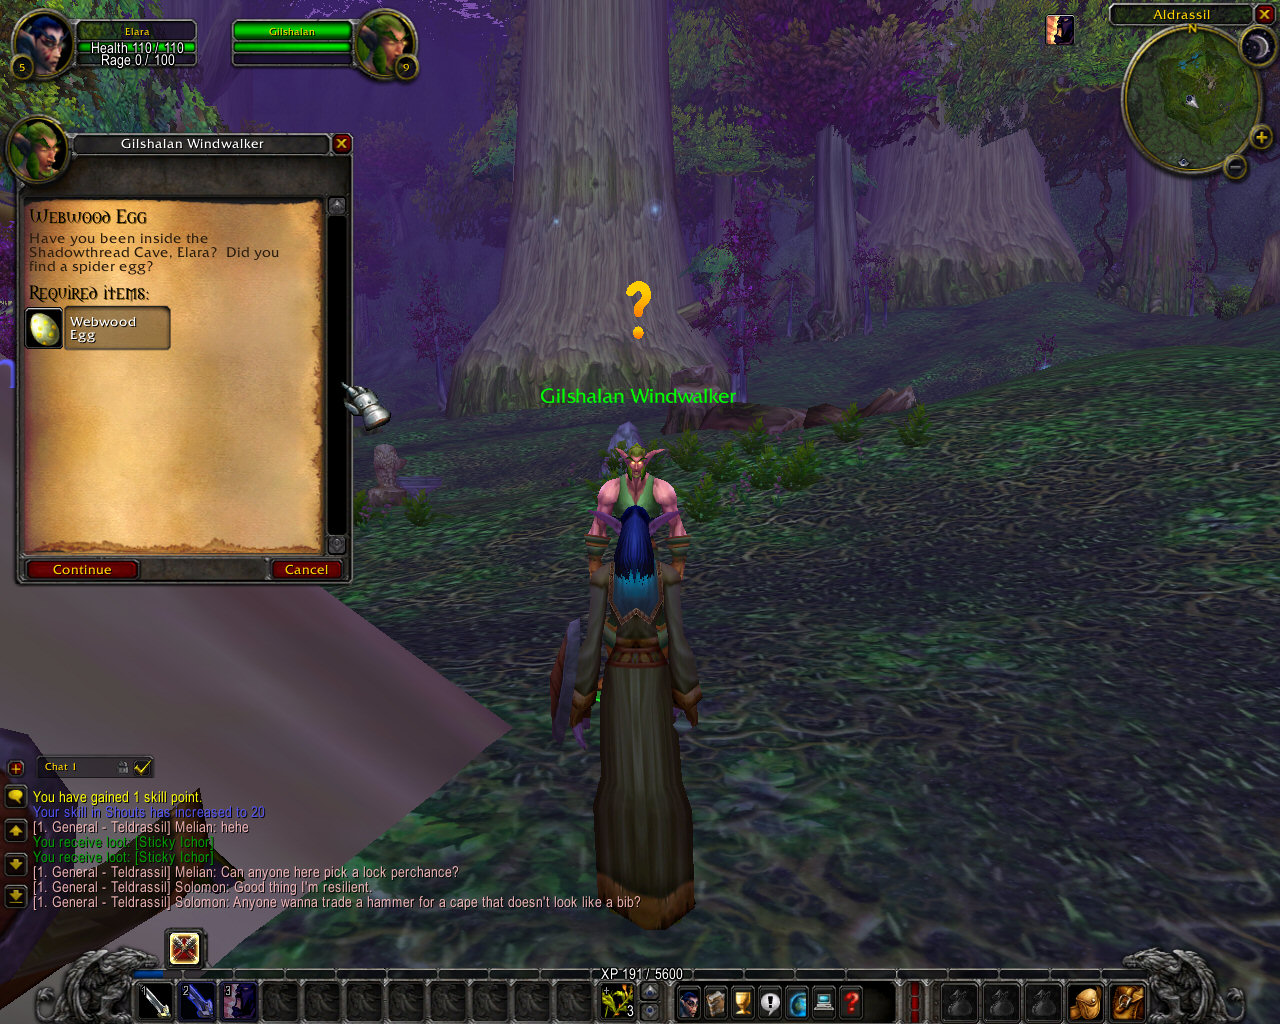 Elara
Health 110 / 110
Rage 0 / 100
5
Gilshalan
9
Aldrassil
N
Gilshalan Windwalker
Webwood Egg
Have you been inside the
Shadowthread Cave, Elara? Did you
find a spider egg?
Required items:
Webwood
Egg
Continue
Cancel
Gilshalan Windwalker
Chat 1
You have gained 1 skill point.
Your skill in Shouts has increased to 20
[1. General - Teldrassil] Melian: hehe
You receive loot: [Sticky Ichor]
You receive loot: [Sticky Ichor]
[1. General - Teldrassil] Melian: Can anyone here pick a lock perchance?
[1. General - Teldrassil] Solomon: Good thing I'm resilient.
[1. General - Teldrassil] Solomon: Anyone wanna trade a hammer for a cape that doesn't look like a bib?
XP 191 / 5600
1
2
3
3